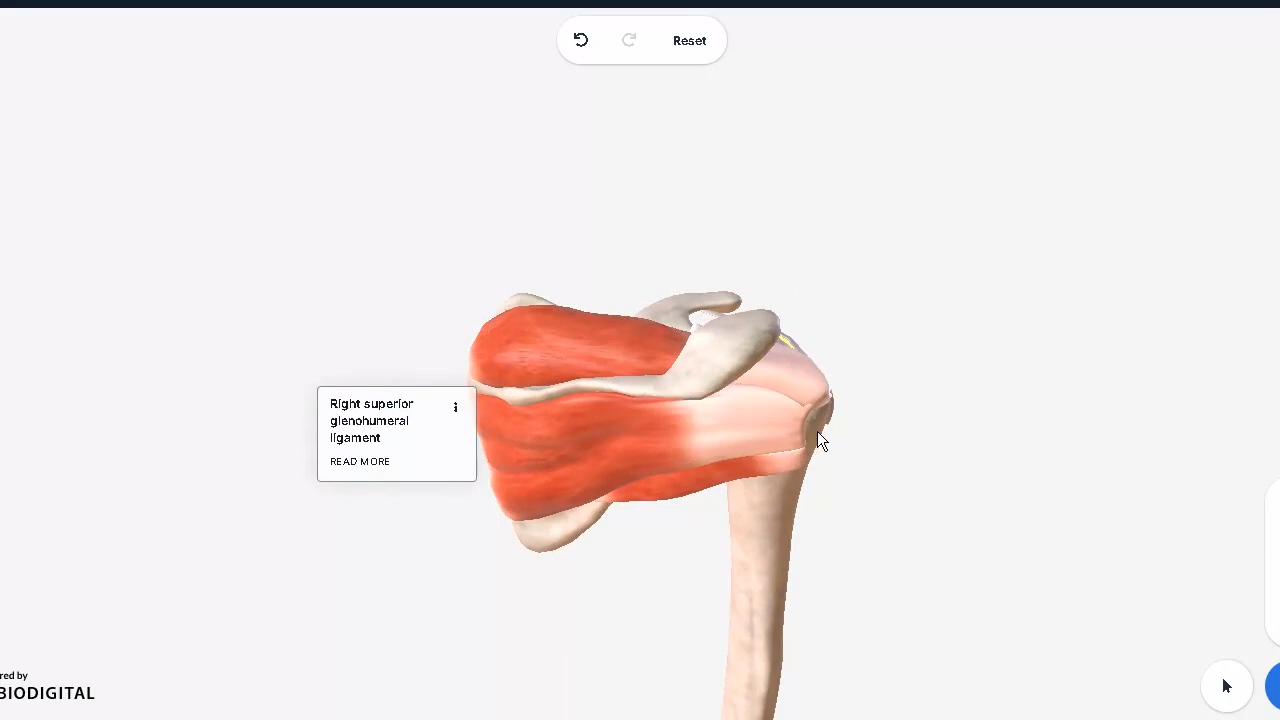 Reset
Right superior
glenohumeral
ligament
READ MORE
red by
BIODIGITAL